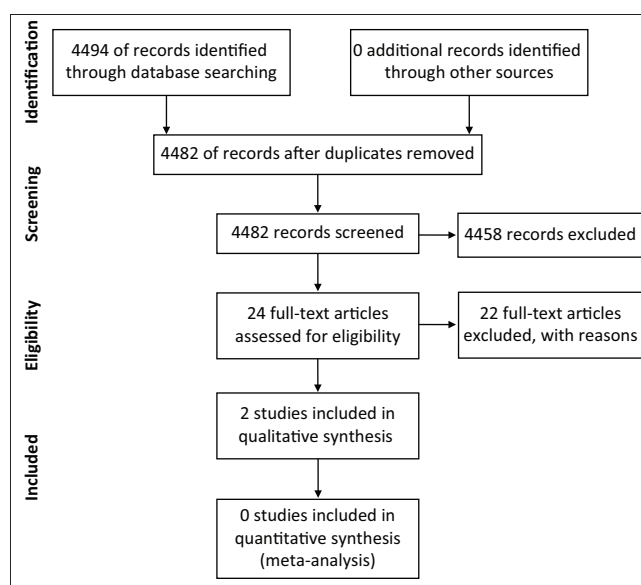 Identification
4494 of records identified
through database searching
0 additional records identified
through other sources
4482 of records after duplicates removed
Screening
4482 records screened
4458 records excluded
Eligibility
24 full-text articles
assessed for eligibility
22 full-text articles
excluded, with reasons
Included
2 studies included in
qualitative synthesis
0 studies included in
quantitative synthesis
(meta-analysis)